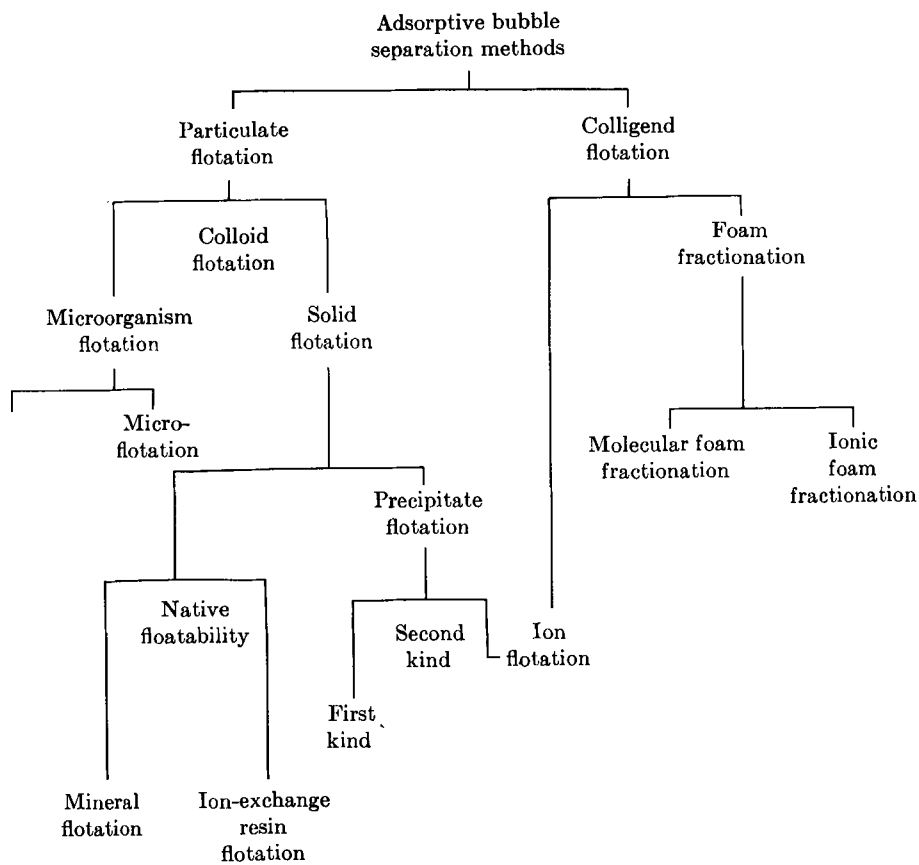 Adsorptive bubble
separation methods
Particulate
flotation
Colligend
flotation
Colloid
flotation
Foam
fractionation
Microorganism
flotation
Solid
flotation
Micro-
flotation
Molecular foam
fractionation
Ionic
foam
fractionation
Precipitate
flotation
Native
floatability
Second
kind
Ion
flotation
First
kind
Mineral
flotation
Ion-exchange
resin
flotation